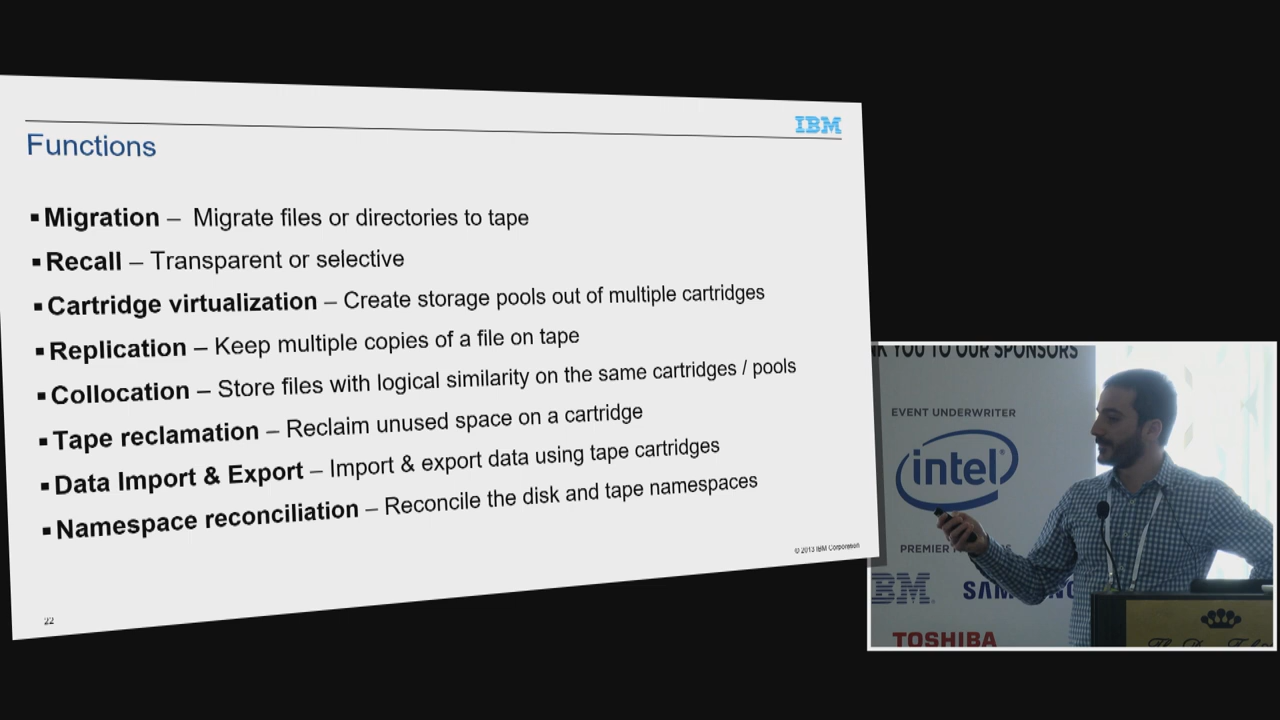 IBM
Functions
▪ Migration – Migrate files or directories to tape
▪ Recall – Transparent or selective
▪ Cartridge virtualization – Create storage pools out of multiple cartridges
▪ Replication – Keep multiple copies of a file on tape
▪ Collocation – Store files with logical similarity on the same cartridges / pools
▪ Tape reclamation – Reclaim unused space on a cartridge
▪ Data Import & Export – Import & export data using tape cartridges
▪ Namespace reconciliation – Reconcile the disk and tape namespaces
© 2013 IBM Corporation
22
YOU TO OUR SPONSORS
EVENT UNDERWRITER
intel
PREMIER
IBM
TOSHIBA